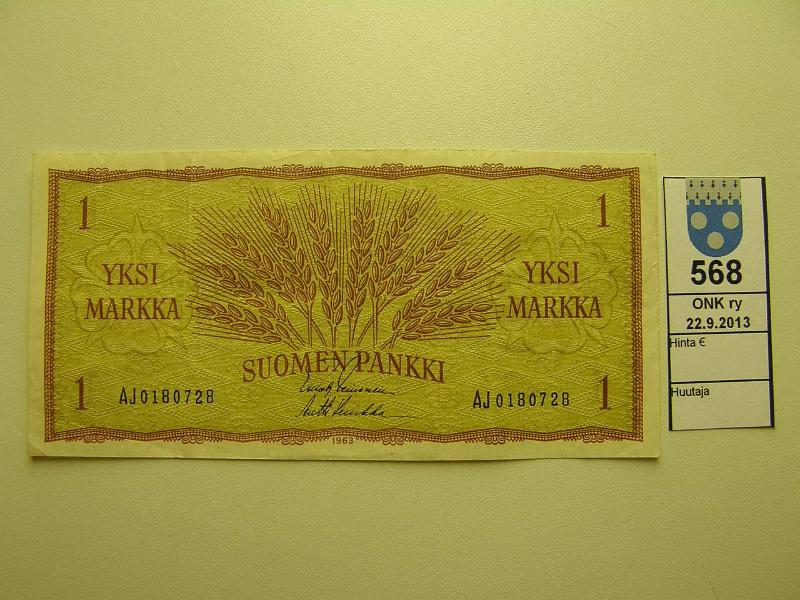 1
1
YKSI
MARKKA
YKSI
MARKKA
SUOMEN PANKKI
1
AJ0180728
AJ0180728
1
1963
568
ONK ry
22.9.2013
Hinta €
Huutaja